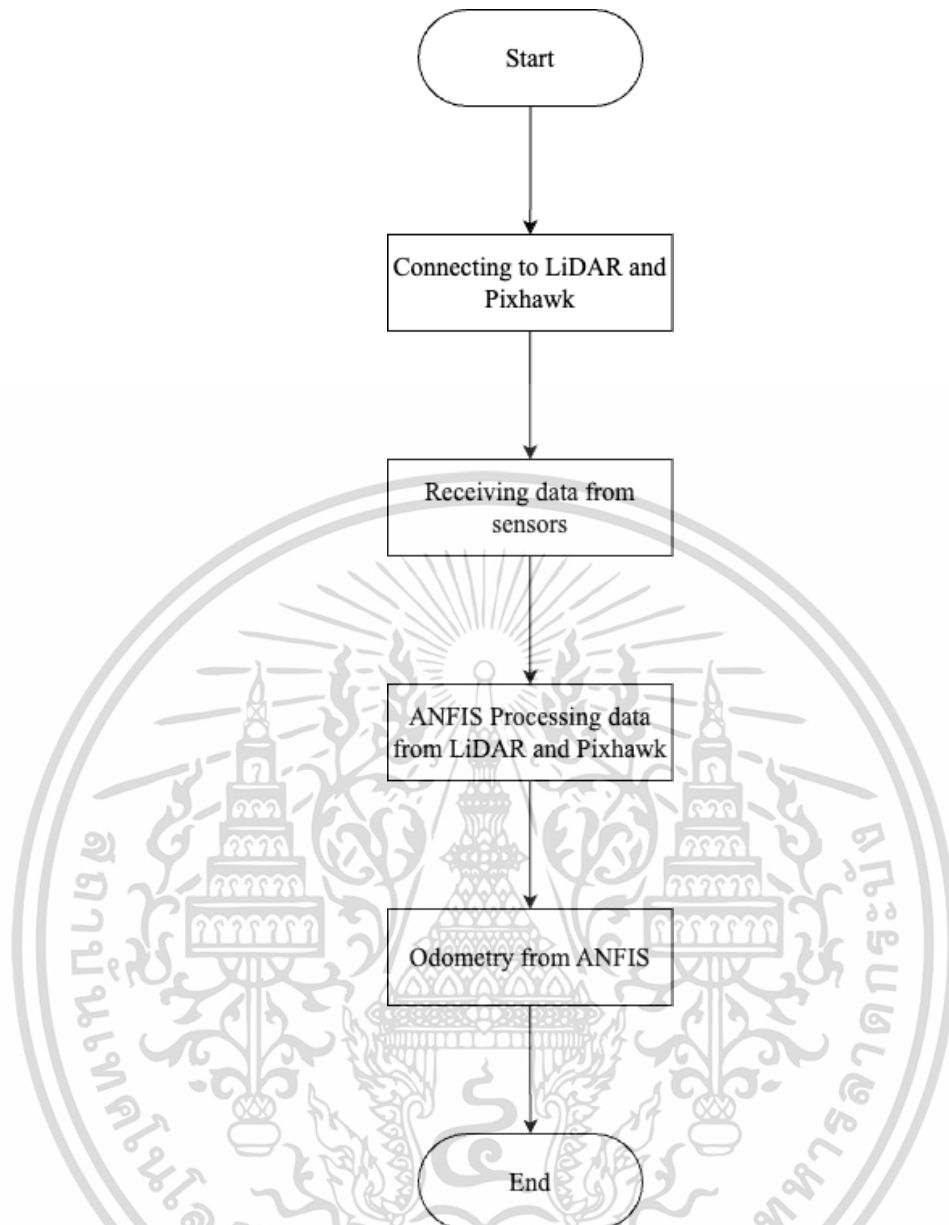 Start
Connecting to LiDAR and
Pixhawk
Receiving data from
sensors
ANFIS Processing data
from LiDAR and Pixhawk
Odometry from ANFIS
End